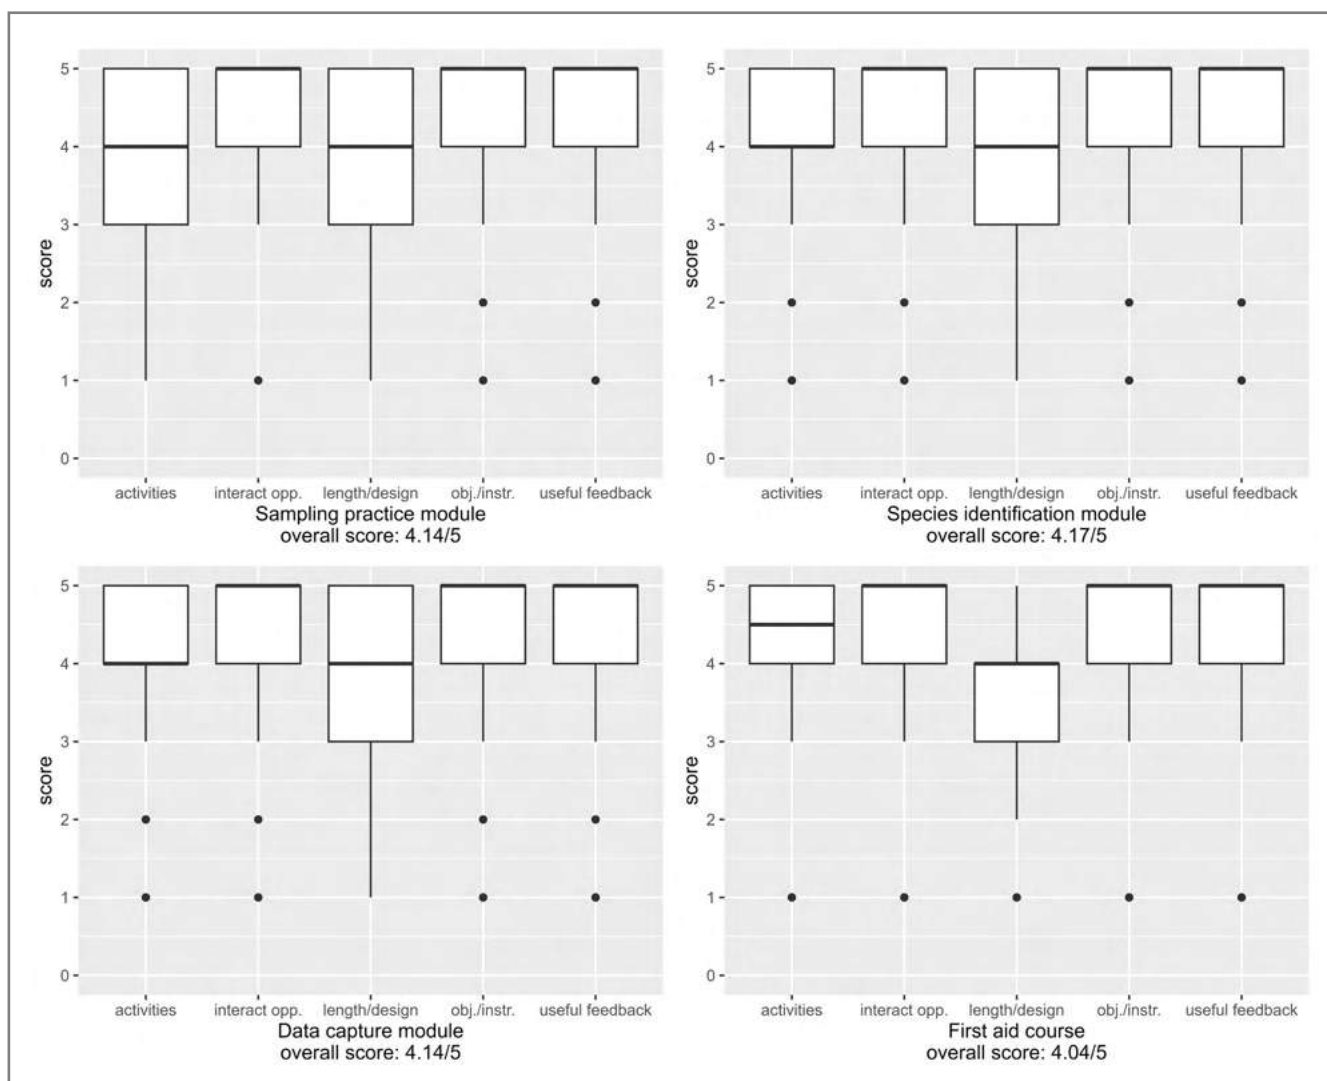 score
5
4
3
2
1
0
activities interact opp. length/design obj./instr. useful feedback
Sampling practice module
overall score: 4.14/5
score
5
4
3
2
1
0
activities interact opp. length/design obj./instr. useful feedback
Species identification module
overall score: 4.17/5
score
5
4
3
2
1
0
activities interact opp. length/design obj./instr. useful feedback
Data capture module
overall score: 4.14/5
score
5
4
3
2
1
0
activities interact opp. length/design obj./instr. useful feedback
First aid course
overall score: 4.04/5